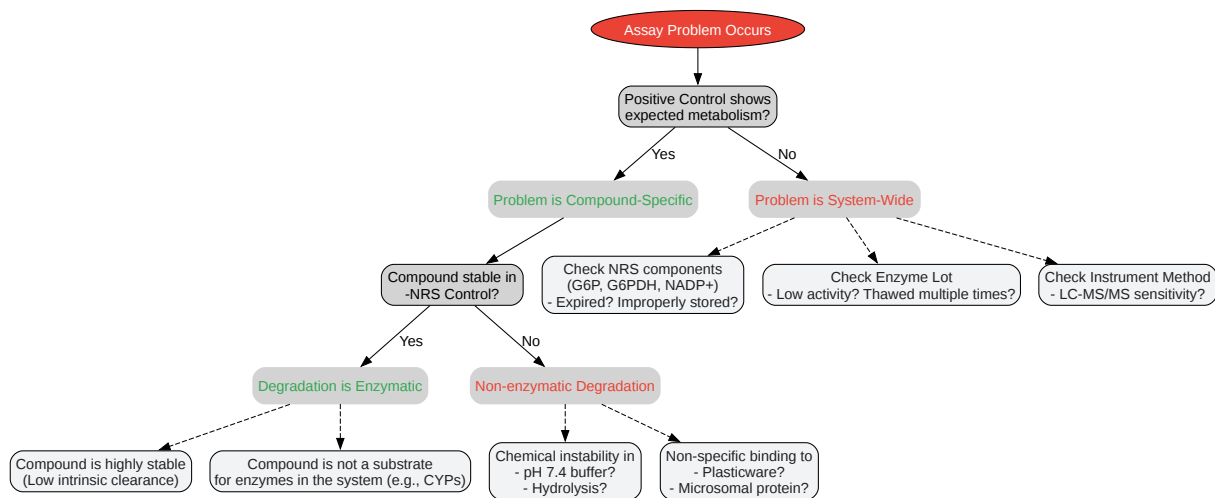 Assay Problem Occurs
Positive Control shows
expected metabolism?
Yes
No
Problem is Compound-Specific
Problem is System-Wide
Compound stable in
-NRS Control?
Check NRS components
(G6P, G6PDH, NADP+)
- Expired? Improperly stored?
Check Enzyme Lot
- Low activity? Thawed multiple times?
Check Instrument Method
- LC-MS/MS sensitivity?
Yes
No
Degradation is Enzymatic
Non-enzymatic Degradation
Compound is highly stable
(Low intrinsic clearance)
Compound is not a substrate
for enzymes in the system (e.g., CYPs)
Chemical instability in
- pH 7.4 buffer?
- Hydrolysis?
Non-specific binding to
- Plasticware?
- Microsomal protein?